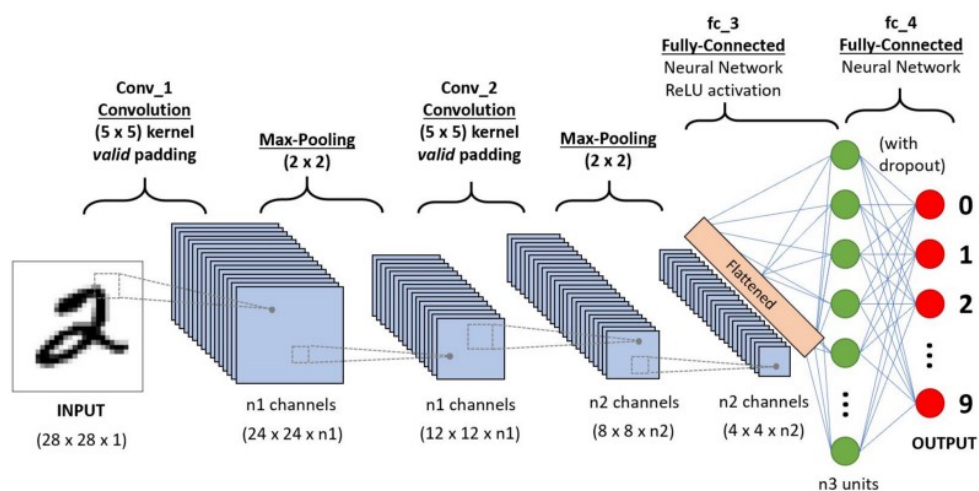 fc_3
Fully-Connected
Neural Network
ReLU activation
fc_4
Fully-Connected
Neural Network
Conv_1
Convolution
(5 x 5) kernel
valid padding
Max-Pooling
(2 x 2)
Conv_2
Convolution
(5 x 5) kernel
valid padding
Max-Pooling
(2 x 2)
(with
dropout)
Flattened
0
1
2
9
INPUT
(28 x 28 x 1)
n1 channels
(24 x 24 x n1)
n1 channels
(12 x 12 x n1)
n2 channels
(8 x 8 x n2)
n2 channels
(4 x 4 x n2)
OUTPUT
n3 units